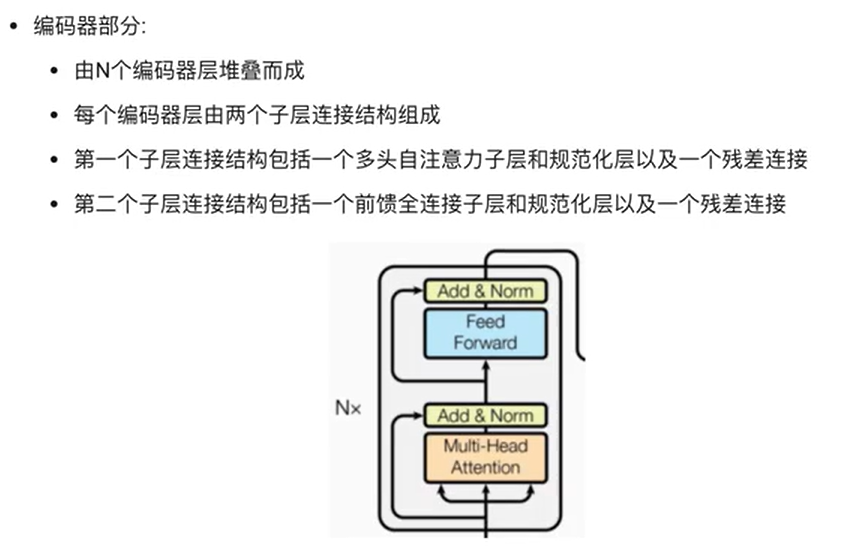 编码器部分:
由N个编码器层堆叠而成
每个编码器层由两个子层连接结构组成
第一个子层连接结构包括一个多头自注意力子层和规范化层以及一个残差连接
第二个子层连接结构包括一个前馈全连接子层和规范化层以及一个残差连接
Add & Norm
Feed
Forward
N×
Add & Norm
Multi-Head
Attention